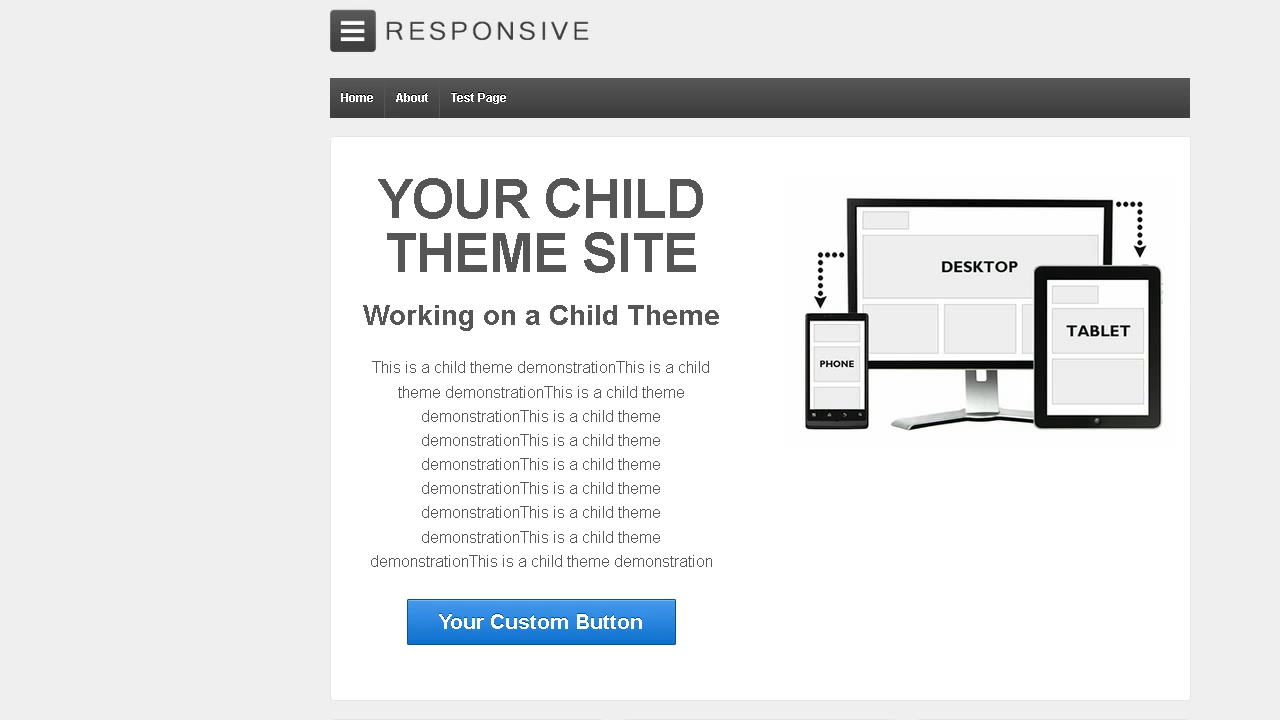 RESPONSIVE
Home About Test Page
YOUR CHILD
THEME SITE
Working on a Child Theme
This is a child theme demonstrationThis is a child
theme demonstrationThis is a child theme
demonstrationThis is a child theme
demonstrationThis is a child theme
demonstrationThis is a child theme
demonstrationThis is a child theme
demonstrationThis is a child theme
demonstrationThis is a child theme
demonstrationThis is a child theme demonstration
Your Custom Button
DESKTOP
TABLET
PHONE